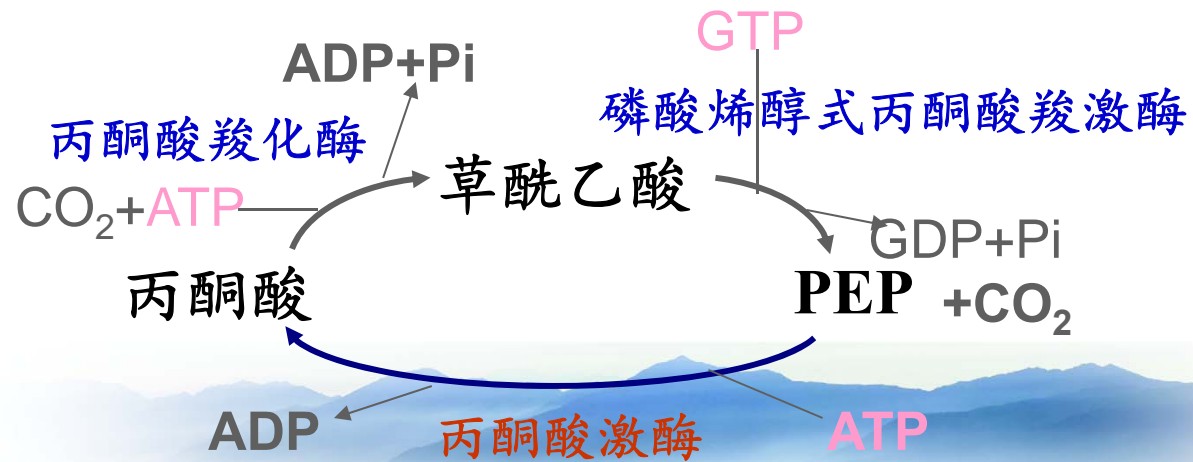 GTP
ADP+Pi
磷酸烯醇式丙酮酸羧激酶
丙酮酸羧化酶
草酰乙酸
CO₂+ATP
GDP+Pi
丙酮酸
PEP
+CO₂
ADP
丙酮酸激酶
ATP